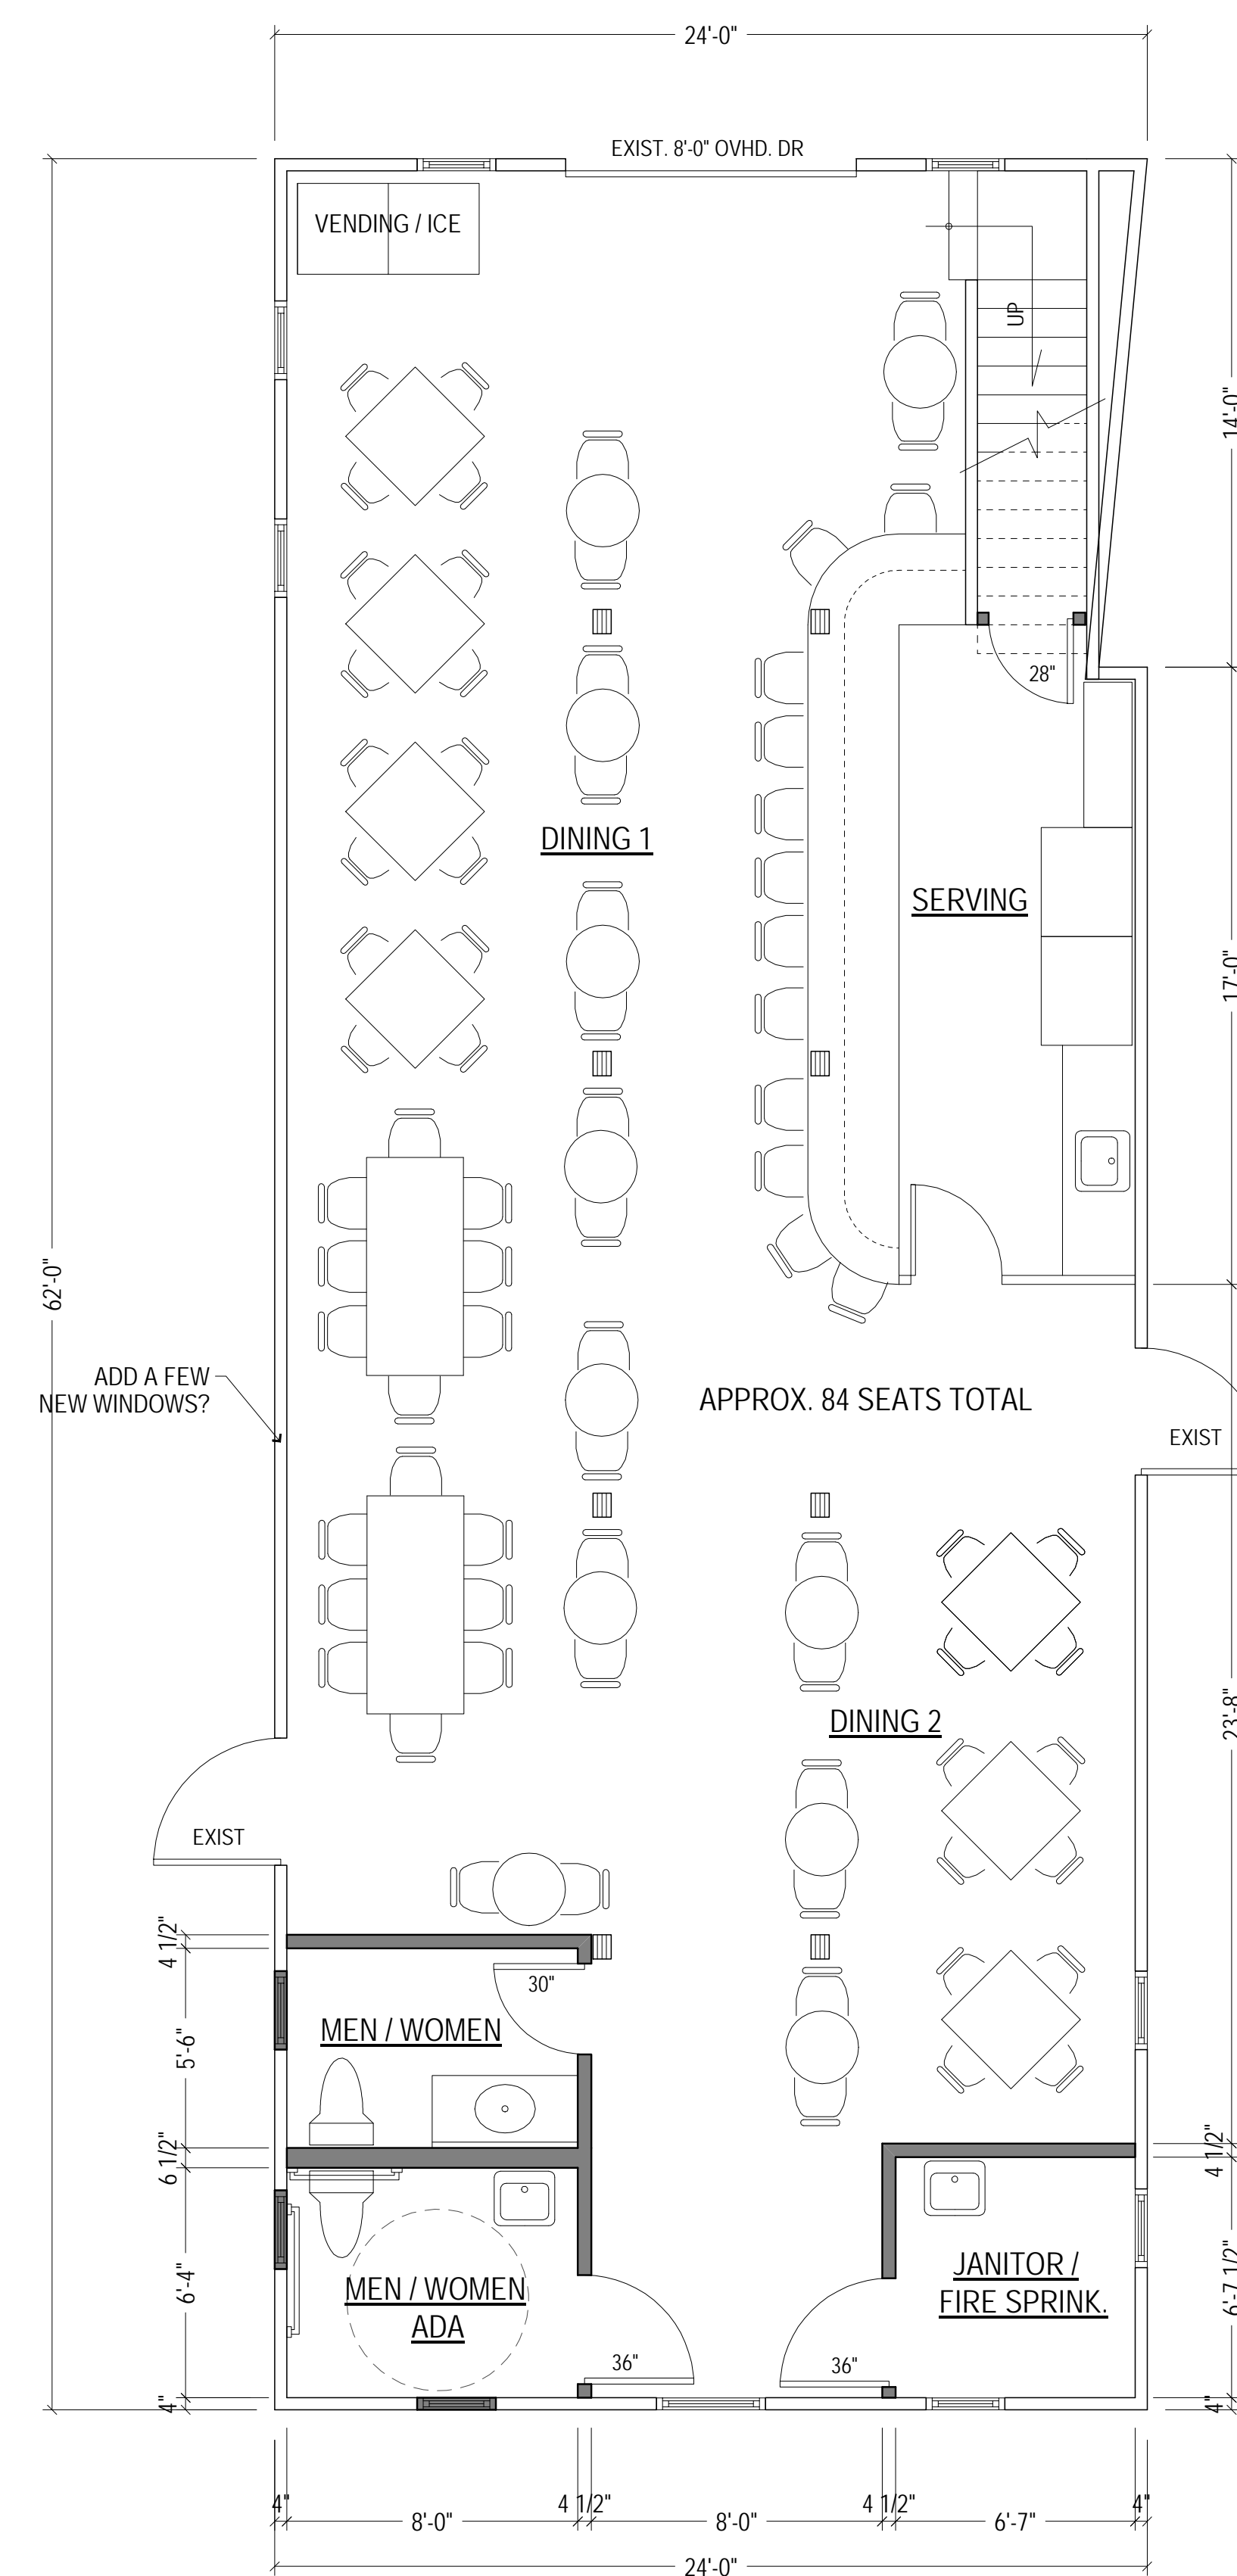 24'-0"
EXIST. 8'-0" OVHD. DR
VENDING / ICE
UP
14'-0"
28"
DINING 1
SERVING
17'-0"
62'-0"
ADD A FEW
NEW WINDOWS?
APPROX. 84 SEATS TOTAL
EXIST
23'-8"
DINING 2
EXIST
4 1/2"
30"
MEN / WOMEN
5'-6"
4 1/2"
6 1/2"
JANITOR /
FIRE SPRINK.
6'-7 1/2"
6'-4"
MEN / WOMEN
ADA
36"
36"
4"
4"
4"
8'-0"
4 1/2"
8'-0"
4 1/2"
6'-7"
4"
24'-0"